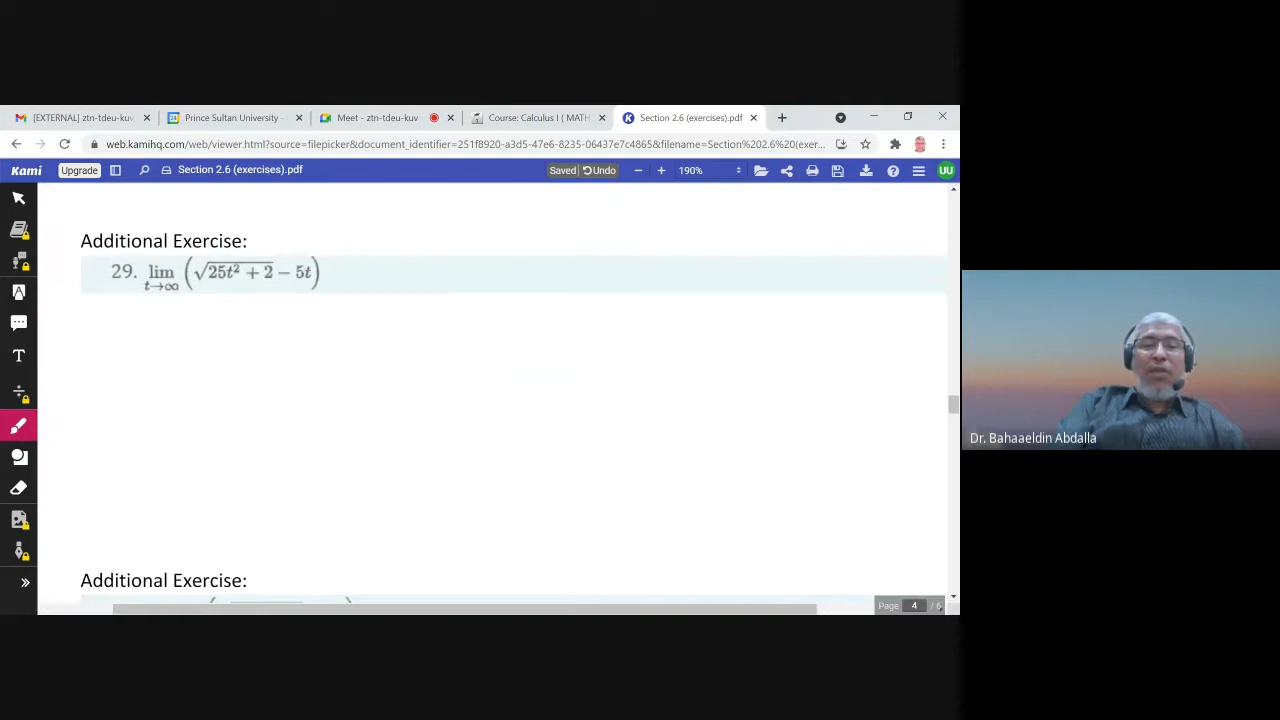 [EXTERNAL] ztn-tdeu-kuv
Prince Sultan University -
Meet - ztn-tdeu-kuv
Course: Calculus I ( MATH
Section 2.6 (exercises).pdf
web.kamihq.com/web/viewer.html?source=filepicker&document_identifier=251f8920-a3d5-47e6-8235-06437e7c4865&filename=Section%202.6%20(exer...
Kami
Upgrade
Section 2.6 (exercises).pdf
Saved
Undo
190%
UU
Additional Exercise:
29. lim t→∞ (√25t² + 2 − 5t)
Dr. Bahaaeldin Abdalla
Additional Exercise:
Page 4 / 6